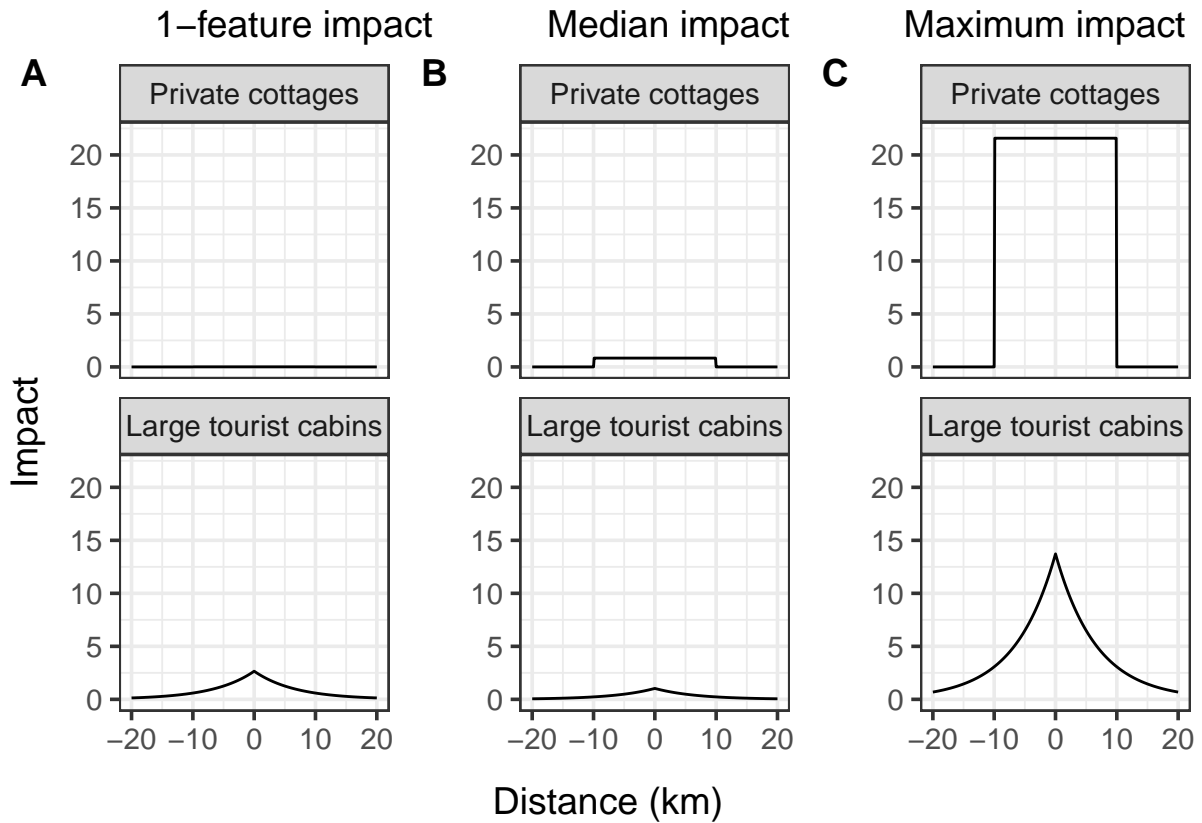 1−feature impact
Median impact
Maximum impact
A
B
C
Private cottages
Private cottages
Private cottages
20
15
10
5
0
20
15
10
5
0
20
15
10
5
0
Impact
Large tourist cabins
Large tourist cabins
Large tourist cabins
20
15
10
5
0
20
15
10
5
0
20
15
10
5
0
−20 −10 0 10 20
−20 −10 0 10 20
−20 −10 0 10 20
Distance (km)